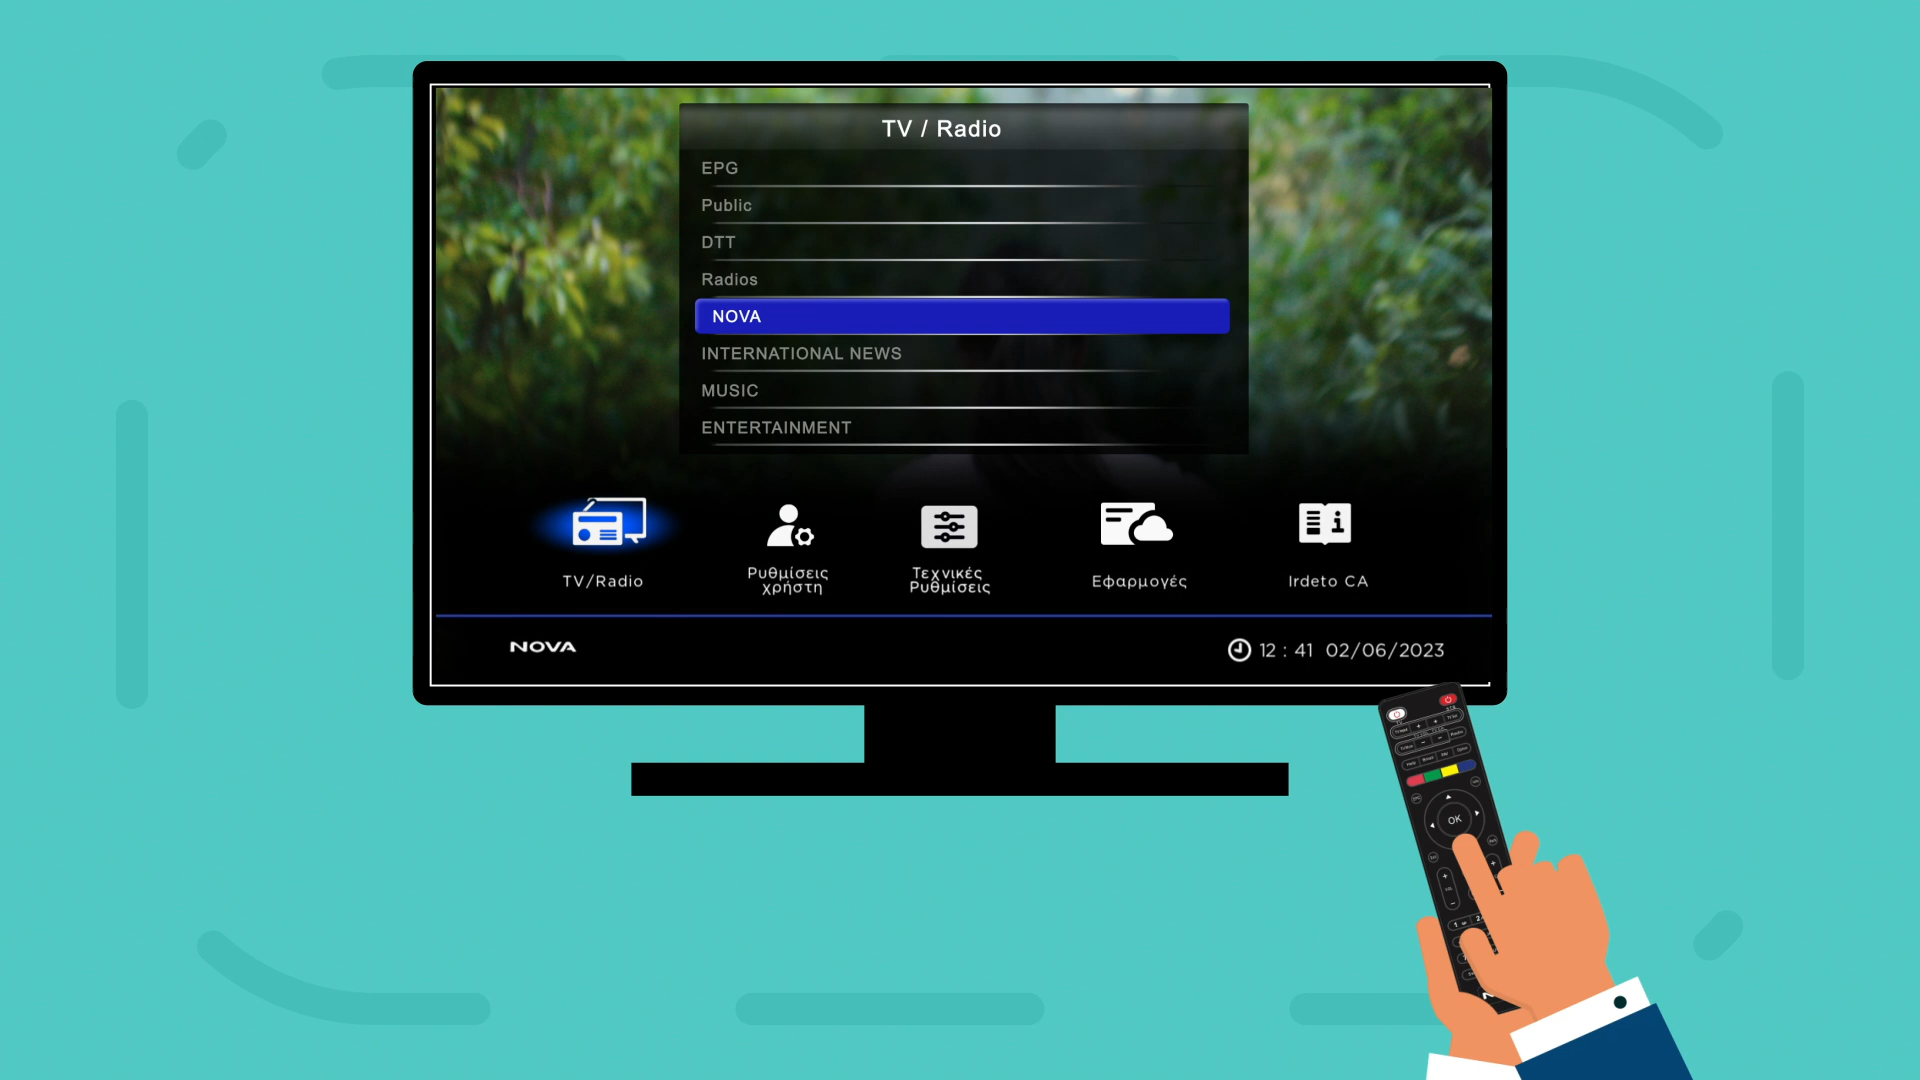 TV / Radio
EPG
Public
DTT
Radios
NOVA
INTERNATIONAL NEWS
MUSIC
ENTERTAINMENT
TV/Radio
Ρυθμίσεις
χρήστη
Τεχνικές
Ρυθμίσεις
Εφαρμογές
Irdeto CA
NOVA
12 : 41 02/06/2023
OK